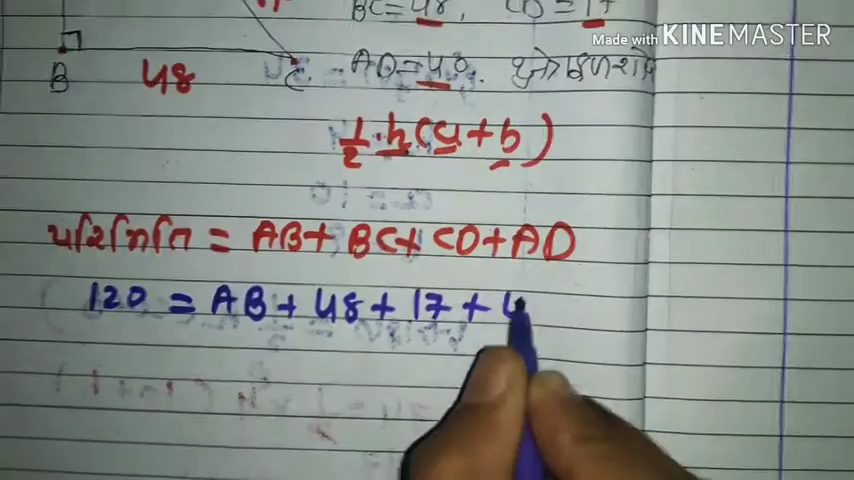 BC=48, CD=17
Made with KINEMASTER
B 48 C AD=40.
1/2 · h(a+b)
પરિમિતિ = AB+ BC+ CD+AD
120 = AB + 48 + 17 + 4